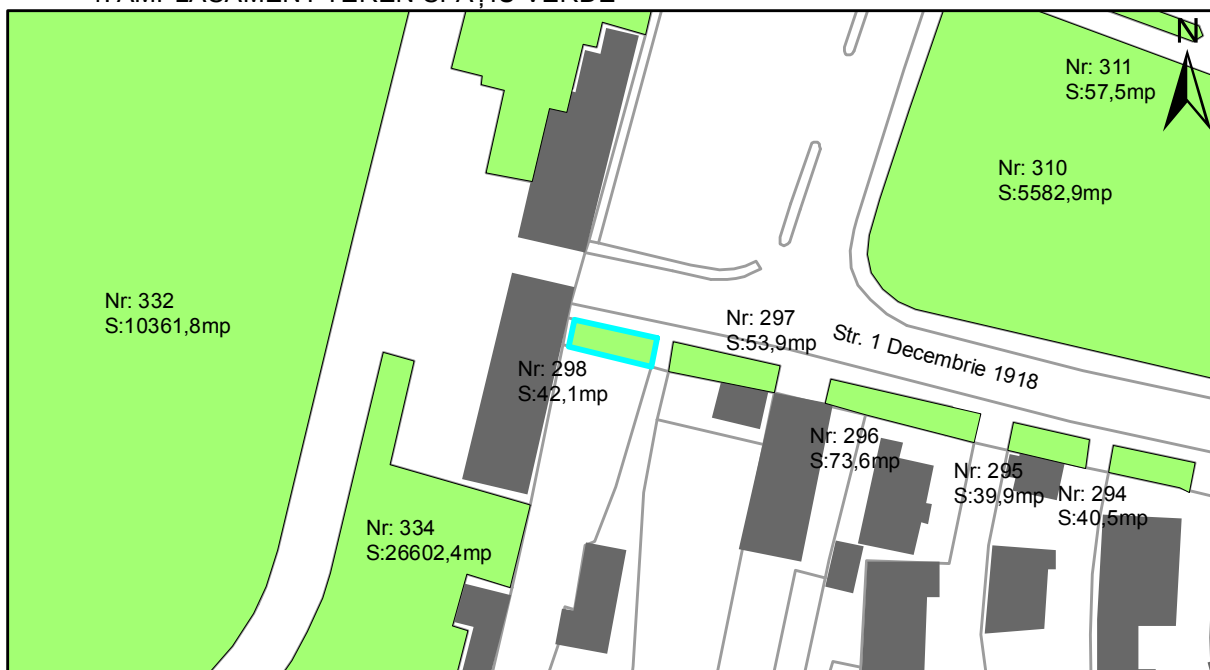 N
Nr: 311
S:57,5mp
Nr: 310
S:5582,9mp
Nr: 332
S:10361,8mp
Nr: 297
S:53,9mp
Str. 1 Decembrie 1918
Nr: 298
S:42,1mp
Nr: 296
S:73,6mp
Nr: 295
S:39,9mp
Nr: 294
S:40,5mp
Nr: 334
S:26602,4mp